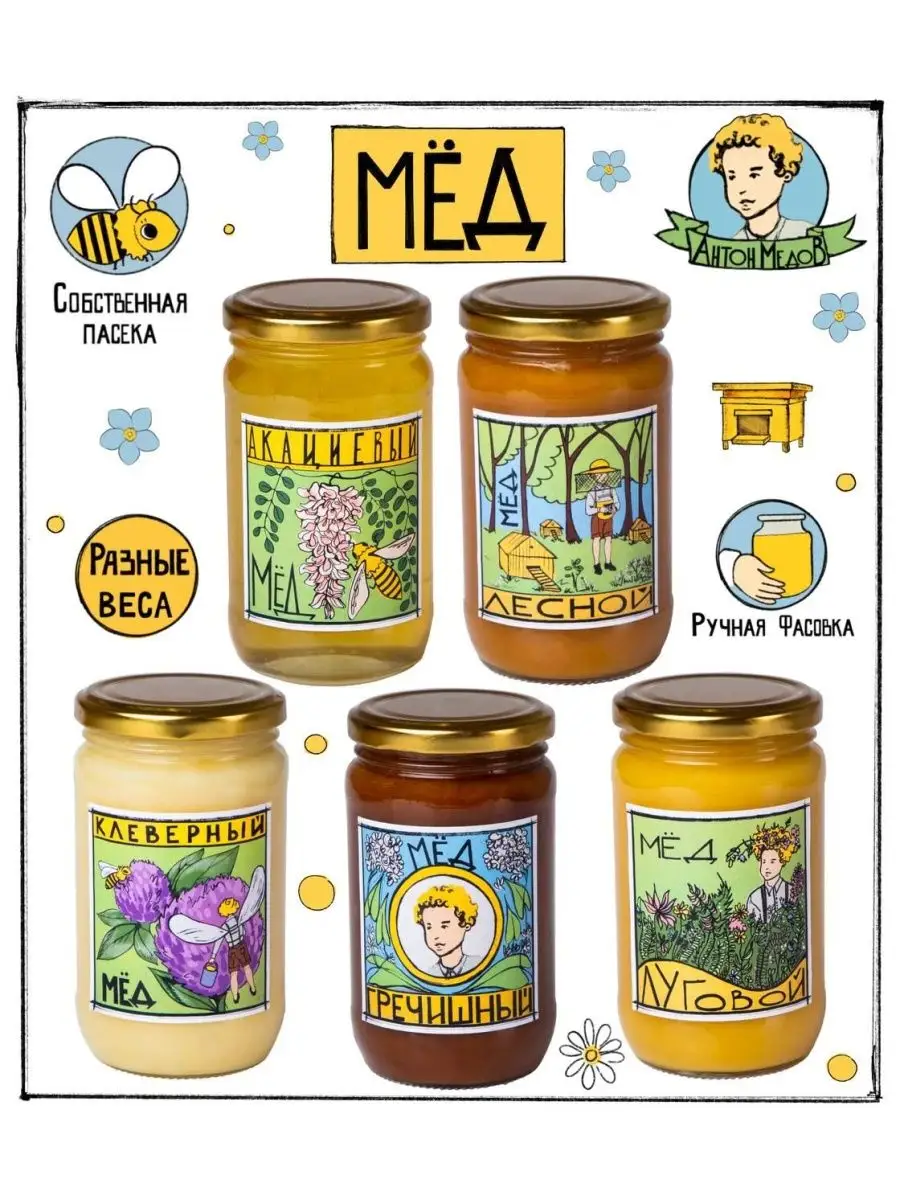 МЁД
АНТОН МЕДОВ
СОБСТВЕННАЯ
ПАСЕКА
АКАЦИЕВЫЙ
МЁД
МЁД
ЛЕСНОЙ
РАЗНЫЕ
ВЕСА
РУЧНАЯ ФАСОВКА
КЛЕВЕРНЫЙ
МЁД
МЁД
ГРЕЧИШНЫЙ
МЁД
ЛУГОВОЙ